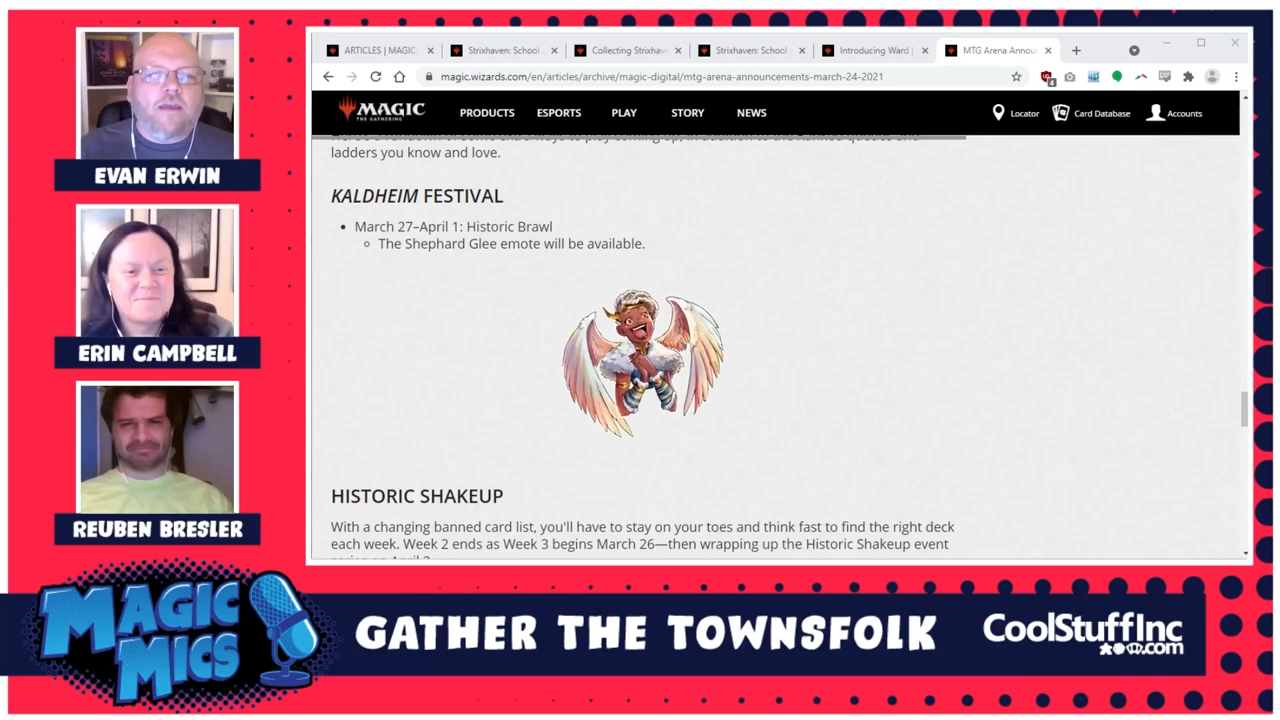 EVAN ERWIN
ERIN CAMPBELL
REUBEN BRESLER
ARTICLES | MAGIC:
Strixhaven: School
Collecting Strixhav
Strixhaven: School
Introducing Ward |
MTG Arena Annou
magic.wizards.com/en/articles/archive/magic-digital/mtg-arena-announcements-march-24-2021
MAGIC
THE GATHERING
PRODUCTS
ESPORTS
PLAY
STORY
NEWS
Locator
Card Database
Accounts
ladders you know and love.
KALDHEIM FESTIVAL
• March 27–April 1: Historic Brawl
The Shephard Glee emote will be available.
HISTORIC SHAKEUP
With a changing banned card list, you'll have to stay on your toes and think fast to find the right deck
each week. Week 2 ends as Week 3 begins March 26—then wrapping up the Historic Shakeup event
MAGIC
MICS
GATHER THE TOWNSFOLK
CoolStuffInc
.com